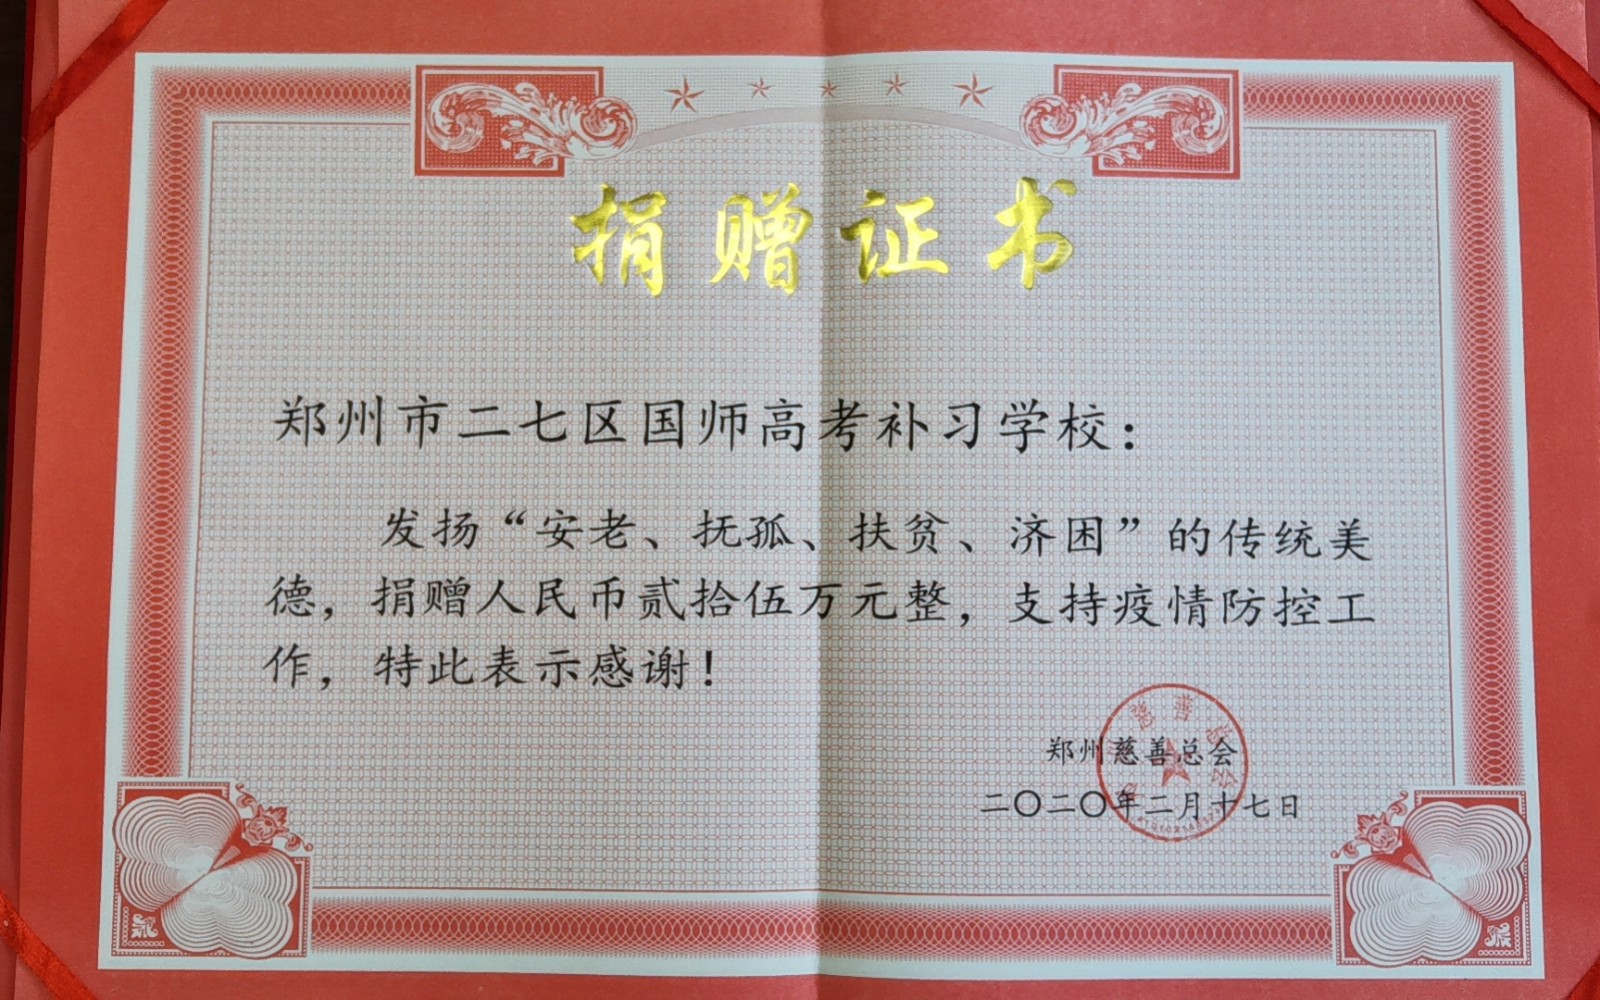 捐赠证书
郑州市二七区国师高考补习学校：
发扬“安老、抚孤、扶贫、济困”的传统美
德，捐赠人民币贰拾伍万元整，支持疫情防控工
作，特此表示感谢！
郑州慈善总会
二〇二〇年二月十七日